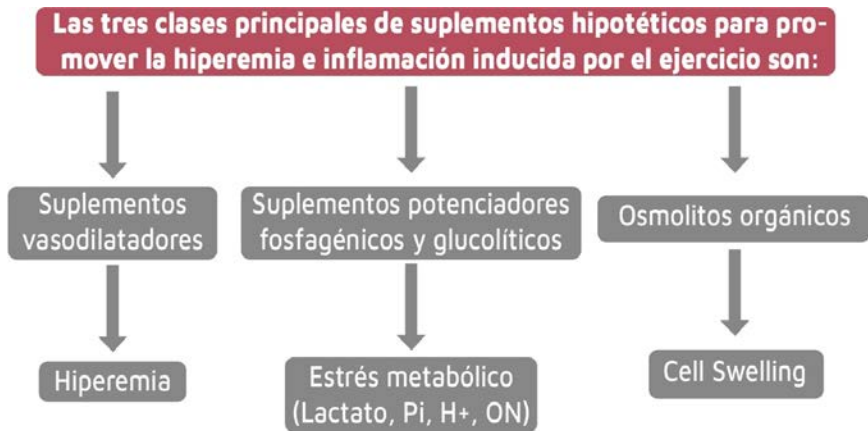 Las tres clases principales de suplementos hipotéticos para pro-
mover la hiperemia e inflamación inducida por el ejercicio son:
Suplementos
vasodilatadores
Suplementos potenciadores
fosfagénicos y glucolíticos
Osmolitos orgánicos
Hiperemia
Estrés metabólico
(Lactato, Pi, H+, ON)
Cell Swelling